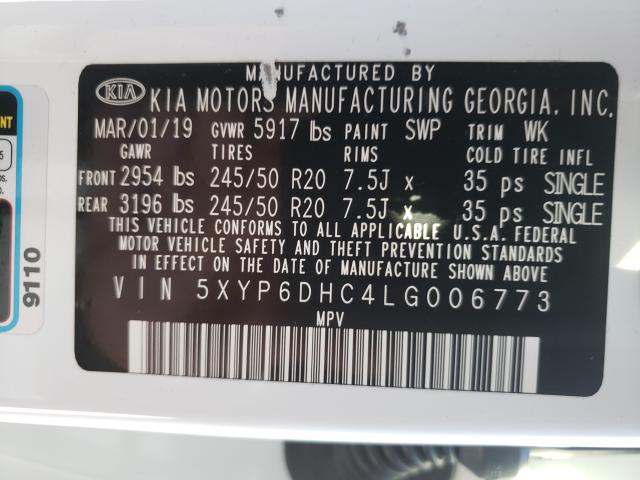 KIA
MANUFACTURED BY
KIA MOTORS MANUFACTURING GEORGIA, INC.
MAR/01/19 GVWR 5917 lbs PAINT SWP TRIM WK
GAWR TIRES RIMS COLD TIRE INFL
FRONT 2954 lbs 245/50 R20 7.5J x 35 ps SINGLE
REAR 3196 lbs 245/50 R20 7.5J x 35 ps SINGLE
THIS VEHICLE CONFORMS TO ALL APPLICABLE U.S.A. FEDERAL
MOTOR VEHICLE SAFETY AND THEFT PREVENTION STANDARDS
IN EFFECT ON THE DATE OF MANUFACTURE SHOWN ABOVE.
VIN 5XYP6DHC4LG006773
MPV
9110